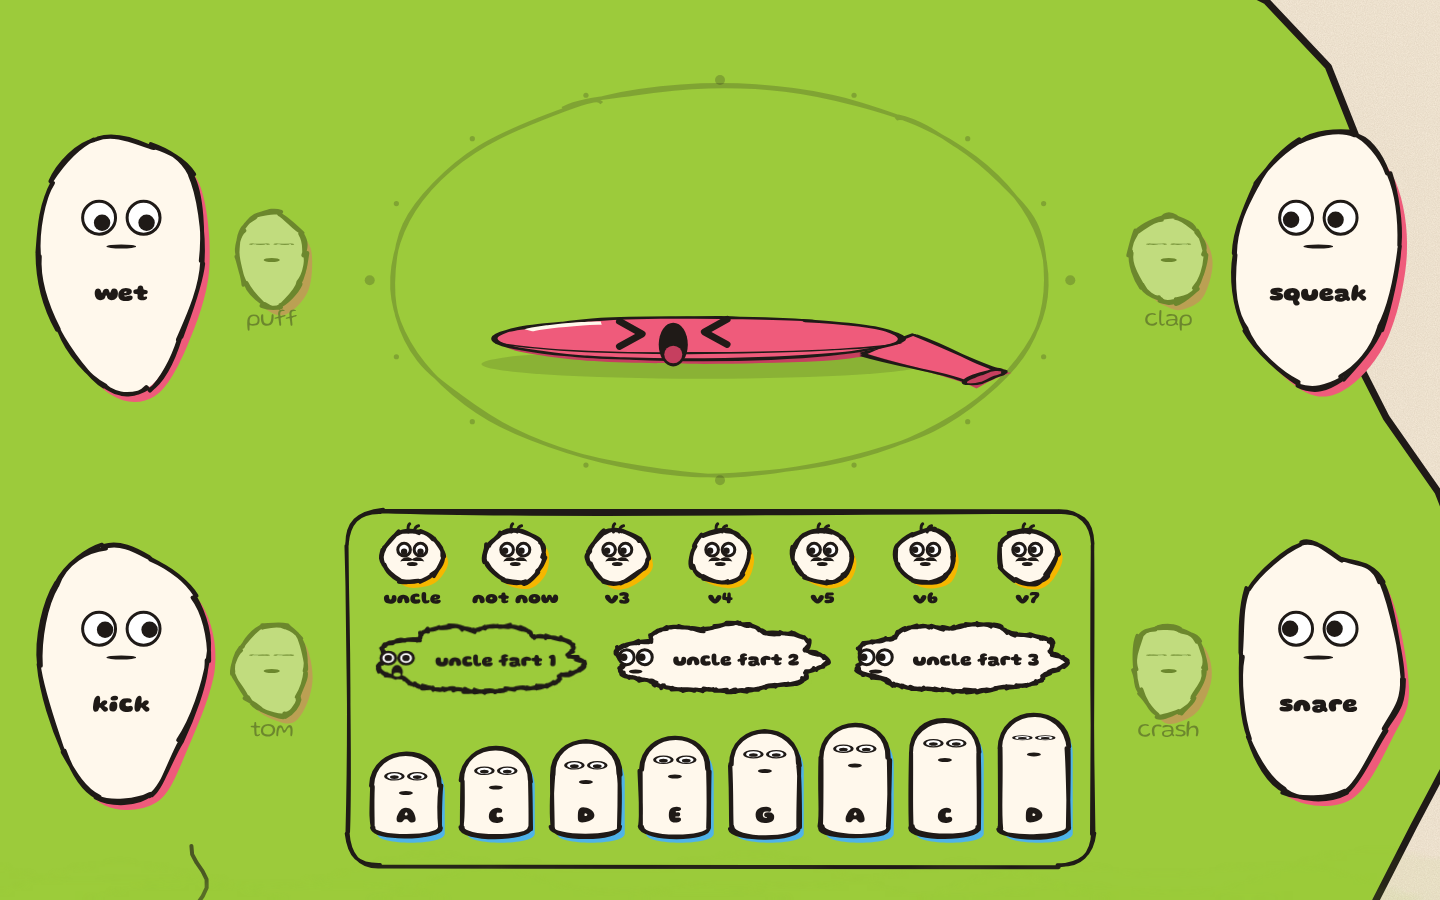 wet
puff
clap
squeak
kick
tom
crash
snare
uncle
not now
v3
v4
v5
v6
v7
uncle fart 1
uncle fart 2
uncle fart 3
A
C
D
E
G
A
C
D